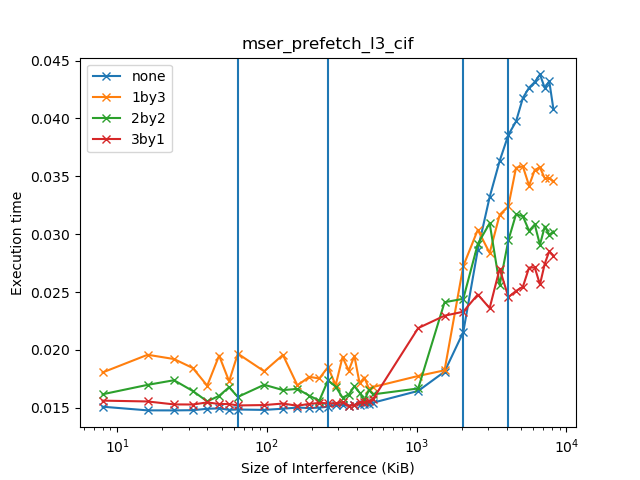 mser_prefetch_l3_cif
0.045
0.040
0.035
0.030
0.025
0.020
0.015
Execution time
none
1by3
2by2
3by1
10¹ 10² 10³ 10⁴
Size of Interference (KiB)